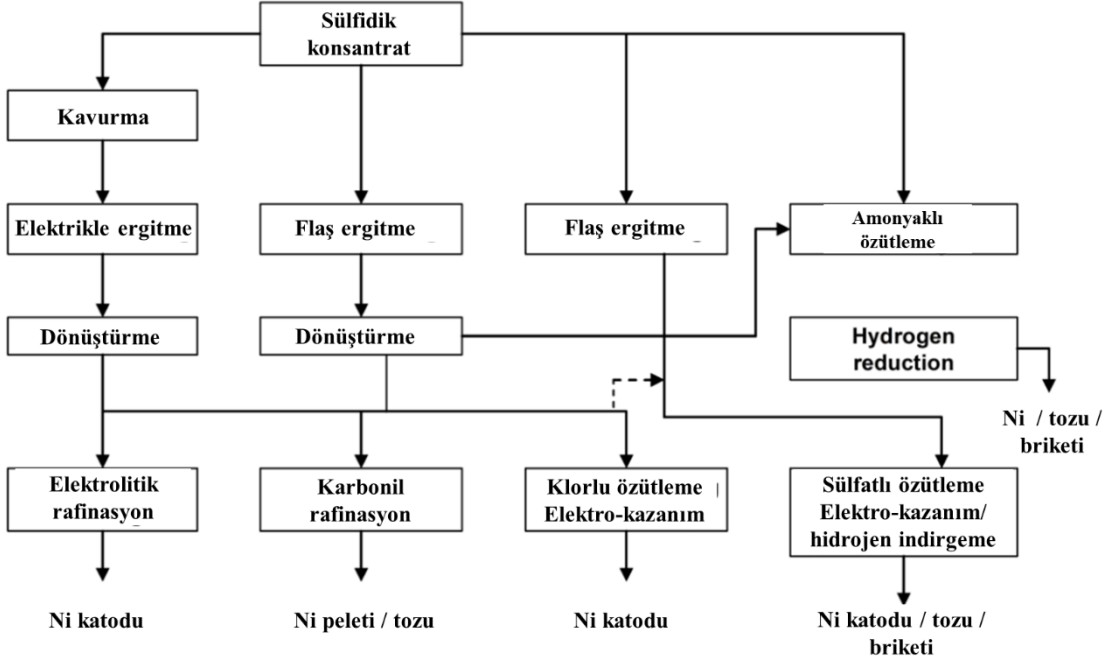 Sülfidik
konsantrat
Kavurma
Elektrikle ergitme
Flaş ergitme
Flaş ergitme
Amonyaklı
özütleme
Dönüştürme
Dönüştürme
Hydrogen
reduction
Ni / tozu /
briketi
Elektrolitik
rafinasyon
Karbonil
rafinasyon
Klorlu özütleme
Elektro-kazanım
Sülfatlı özütleme
Elektro-kazanım/
hidrojen indirgeme
Ni katodu
Ni peleti / tozu
Ni katodu
Ni katodu / tozu /
briketi